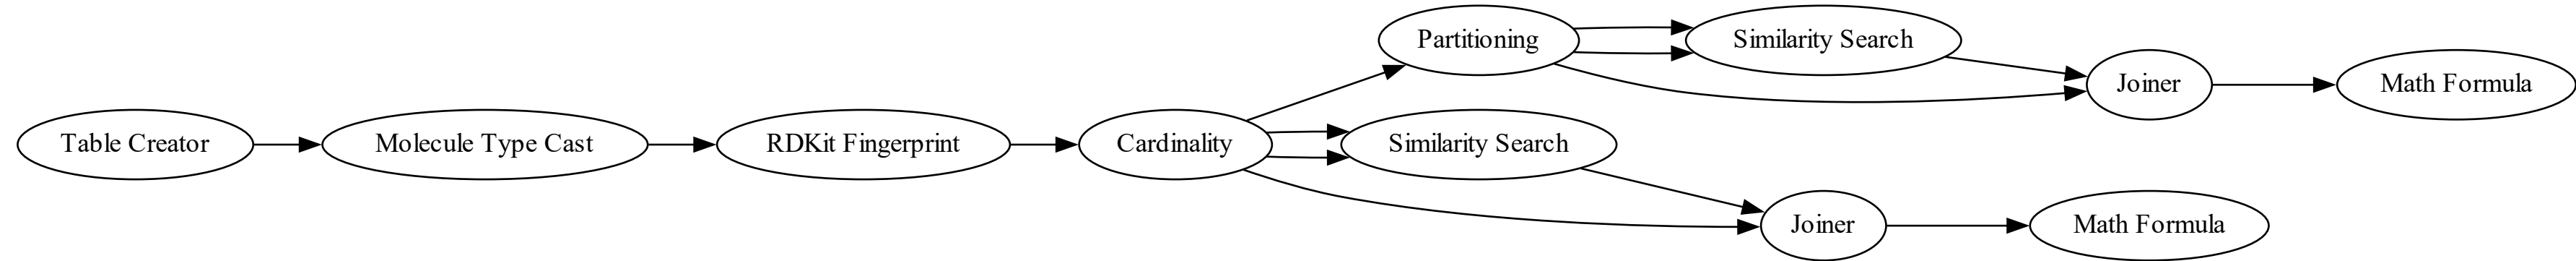 Partitioning
Similarity Search
Joiner
Math Formula
Table Creator
Molecule Type Cast
RDKit Fingerprint
Cardinality
Similarity Search
Joiner
Math Formula